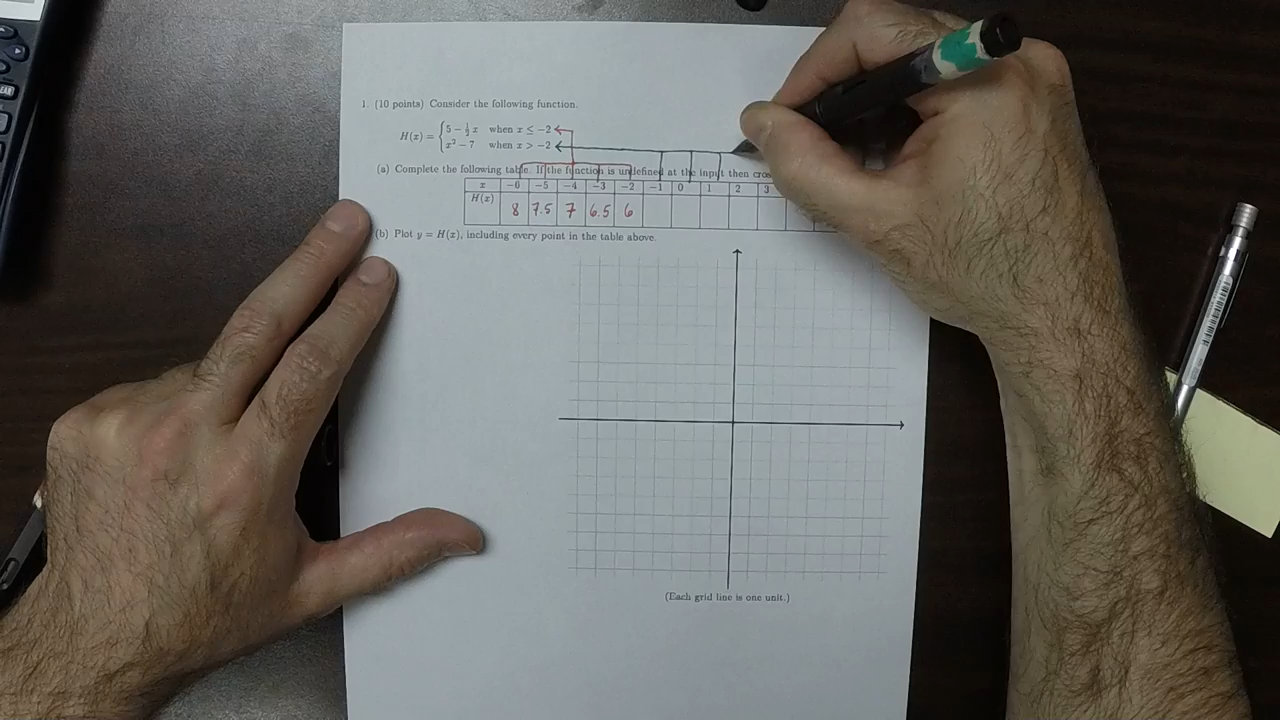 1. (10 points) Consider the following function.
H(x) = { 5 − ½x when x ≤ −2
x² − 7 when x > −2
(a) Complete the following table. If the function is undefined at the input then
x −6 −5 −4 −3 −2 −1 0 1 2 3
H(x) 8 7.5 7 6.5 6
(b) Plot y = H(x), including every point in the table above.
(Each grid line is one unit.)